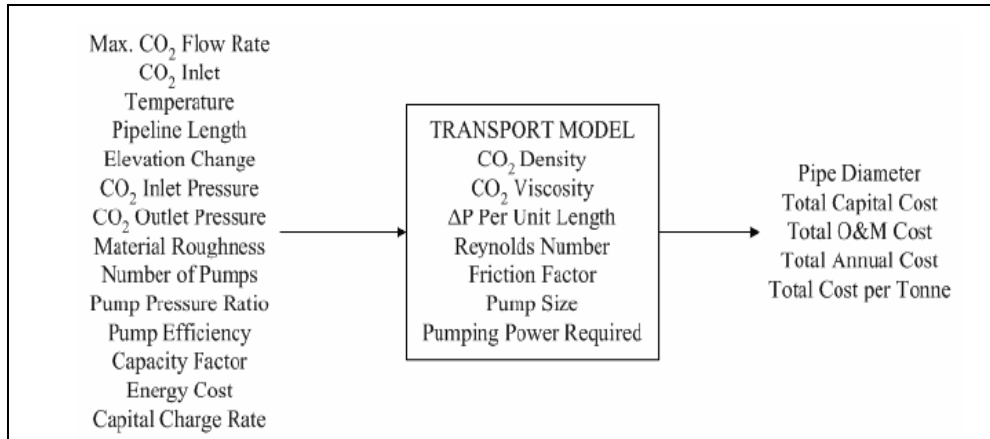 Max. CO₂ Flow Rate
CO₂ Inlet
Temperature
Pipeline Length
Elevation Change
CO₂ Inlet Pressure
CO₂ Outlet Pressure
Material Roughness
Number of Pumps
Pump Pressure Ratio
Pump Efficiency
Capacity Factor
Energy Cost
Capital Charge Rate
TRANSPORT MODEL
CO₂ Density
CO₂ Viscosity
ΔP Per Unit Length
Reynolds Number
Friction Factor
Pump Size
Pumping Power Required
Pipe Diameter
Total Capital Cost
Total O&M Cost
Total Annual Cost
Total Cost per Tonne